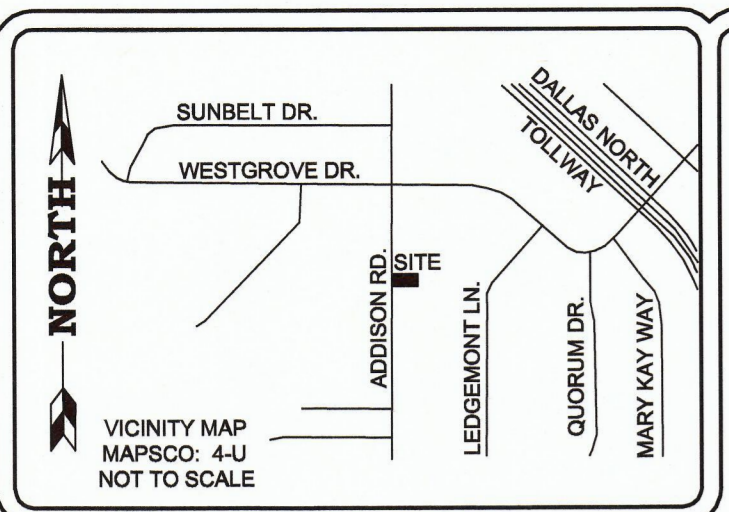 NORTH
SUNBELT DR.
WESTGROVE DR.
DALLAS NORTH
TOLLWAY
ADDISON RD.
SITE
LEDGEMONT LN.
QUORUM DR.
MARY KAY WAY
VICINITY MAP
MAPSCO: 4-U
NOT TO SCALE